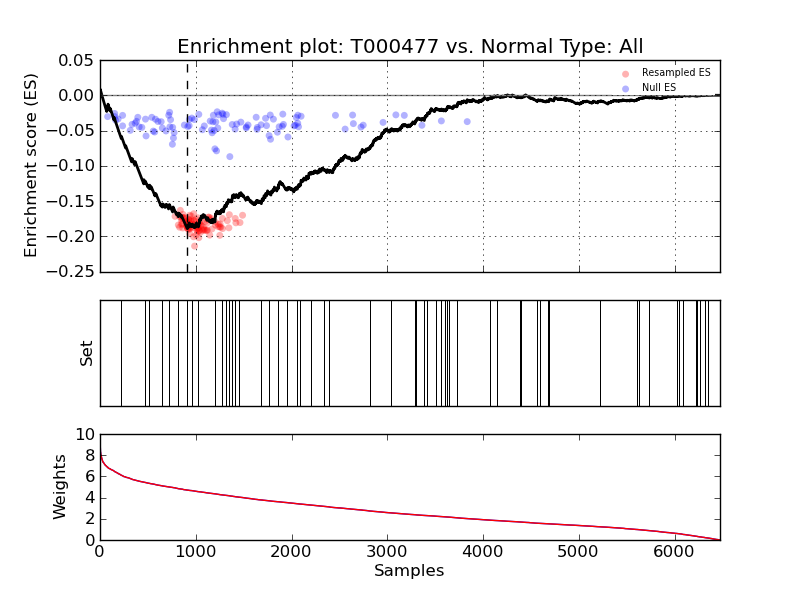 Enrichment plot: T000477 vs. Normal Type: All
0.05
0.00
−0.05
−0.10
−0.15
−0.20
−0.25
Enrichment score (ES)
Resampled ES
Null ES
Set
10
8
6
4
2
0
Weights
0 1000 2000 3000 4000 5000 6000
Samples